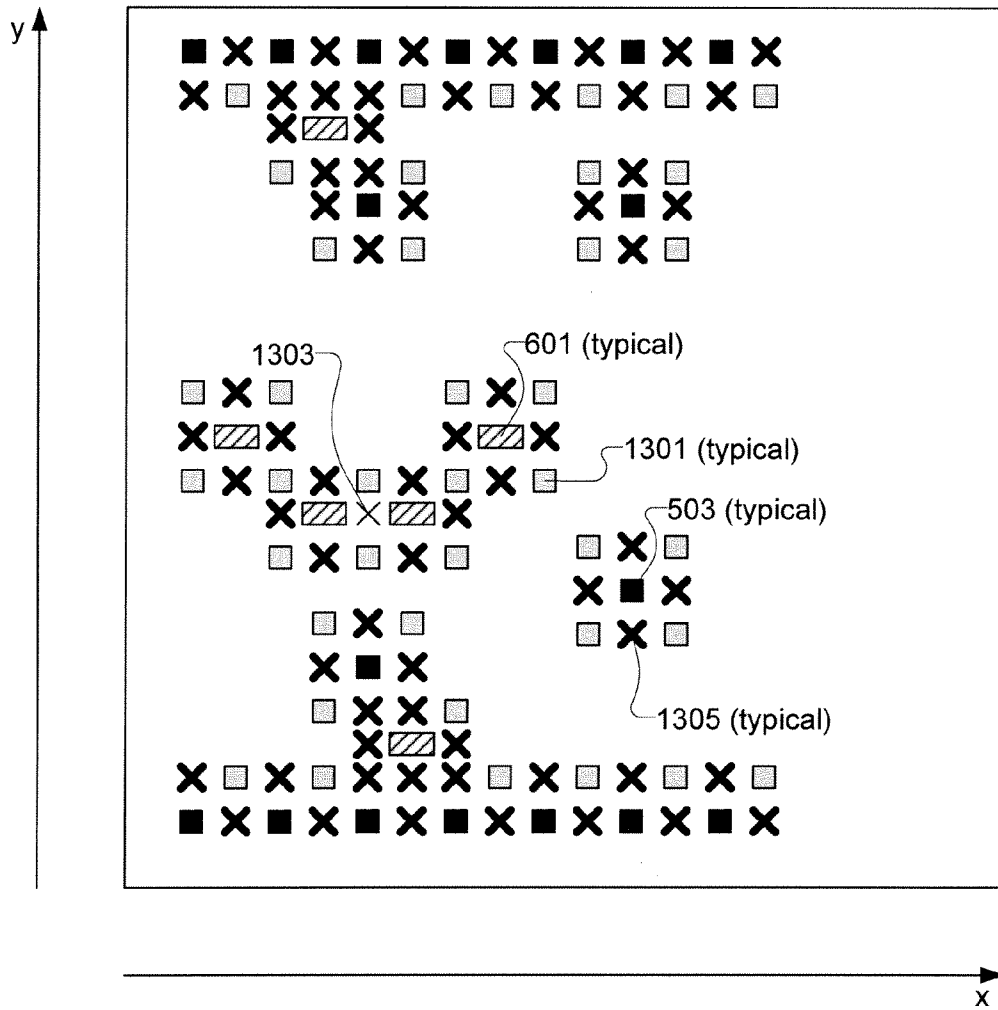 y
1303
601 (typical)
1301 (typical)
503 (typical)
1305 (typical)
x